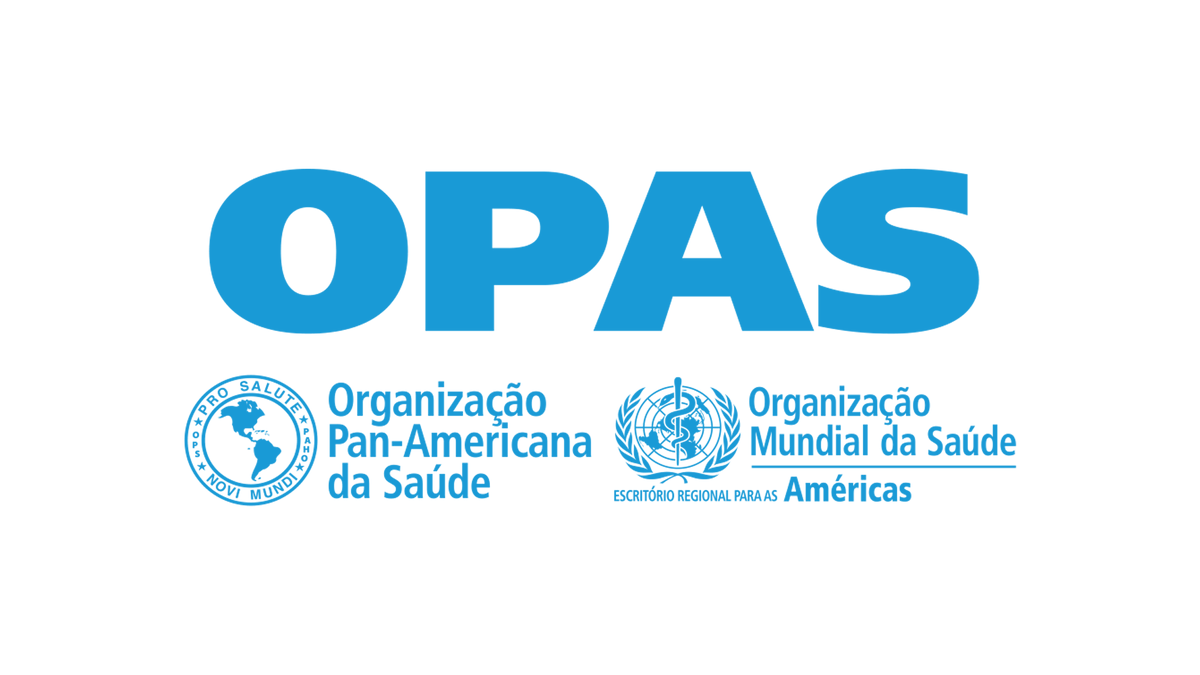 OPAS
PRO SALUTE
OPS
PAHO
NOVI MUNDI
Organização
Pan-Americana
da Saúde
Organização
Mundial da Saúde
ESCRITÓRIO REGIONAL PARA AS Américas